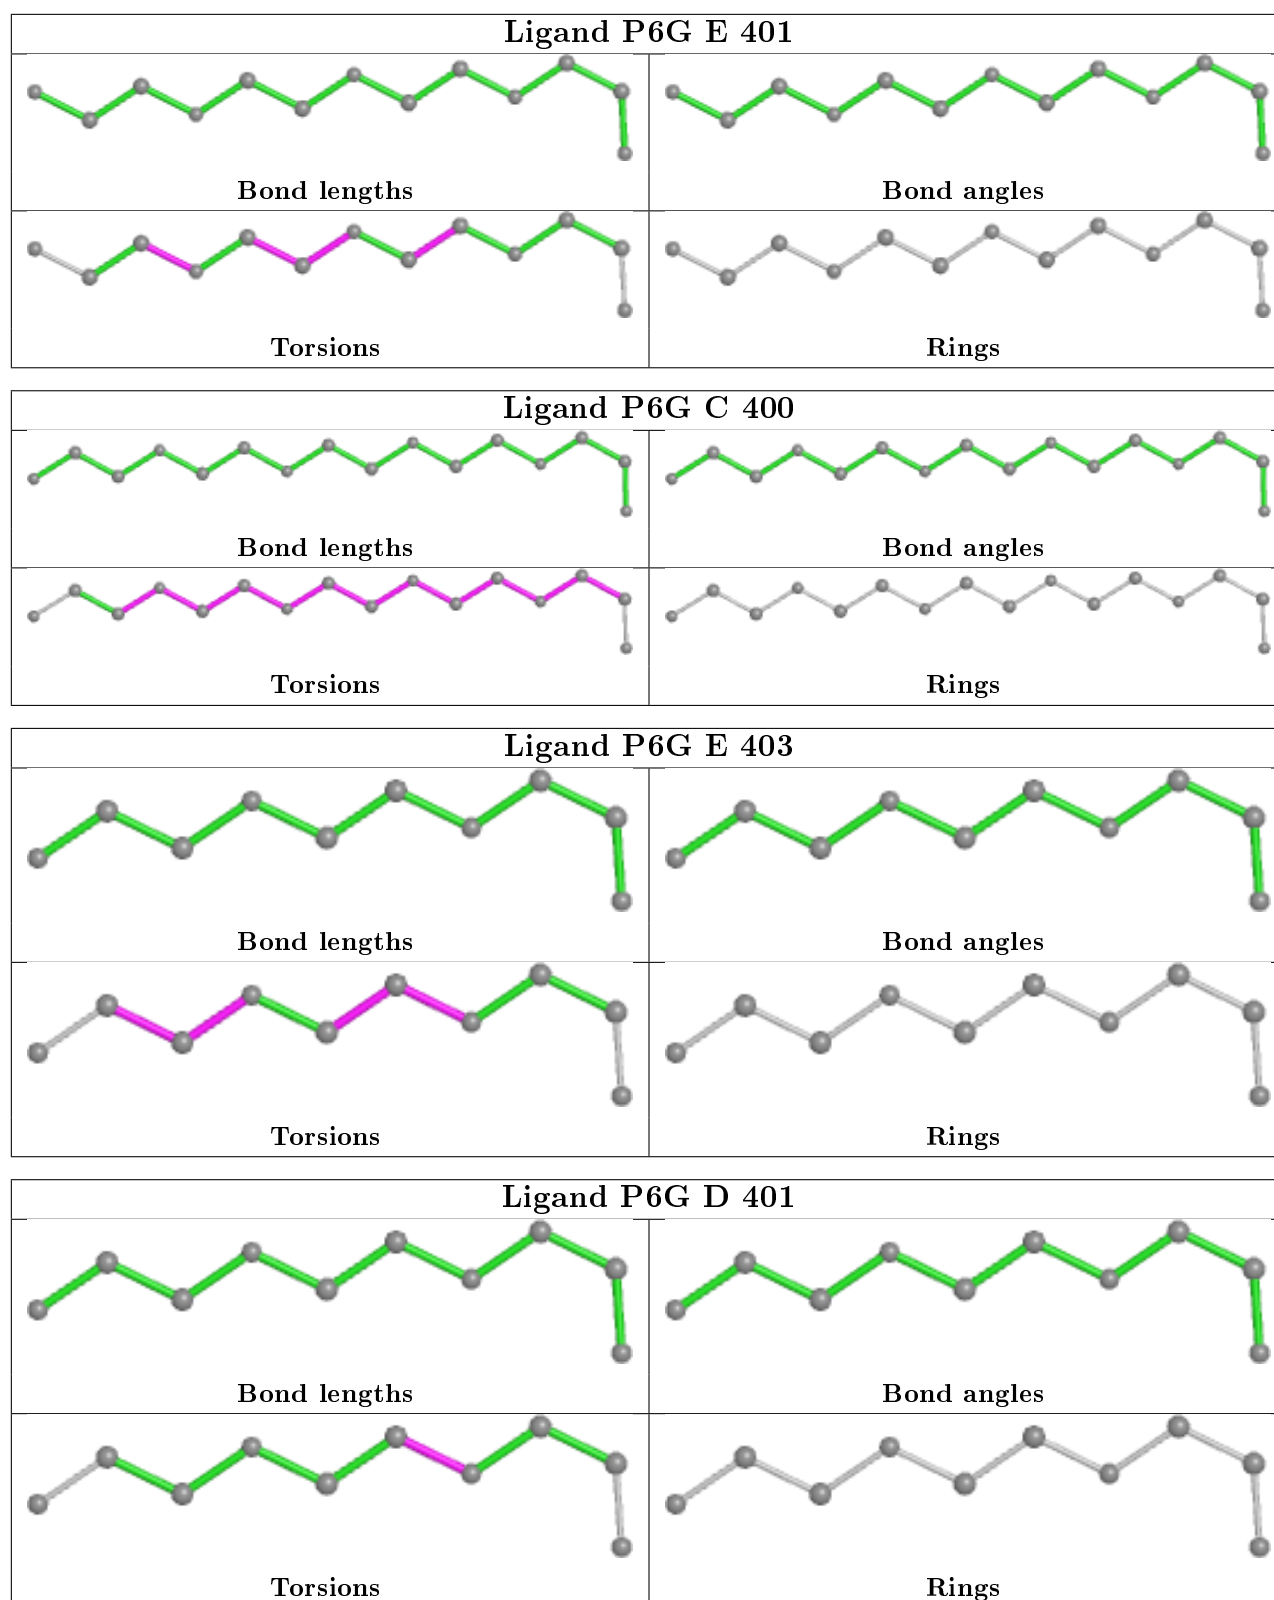 Ligand P6G E 401
Bond lengths
Bond angles
Torsions
Rings
Ligand P6G C 400
Bond lengths
Bond angles
Torsions
Rings
Ligand P6G E 403
Bond lengths
Bond angles
Torsions
Rings
Ligand P6G D 401
Bond lengths
Bond angles
Torsions
Rings